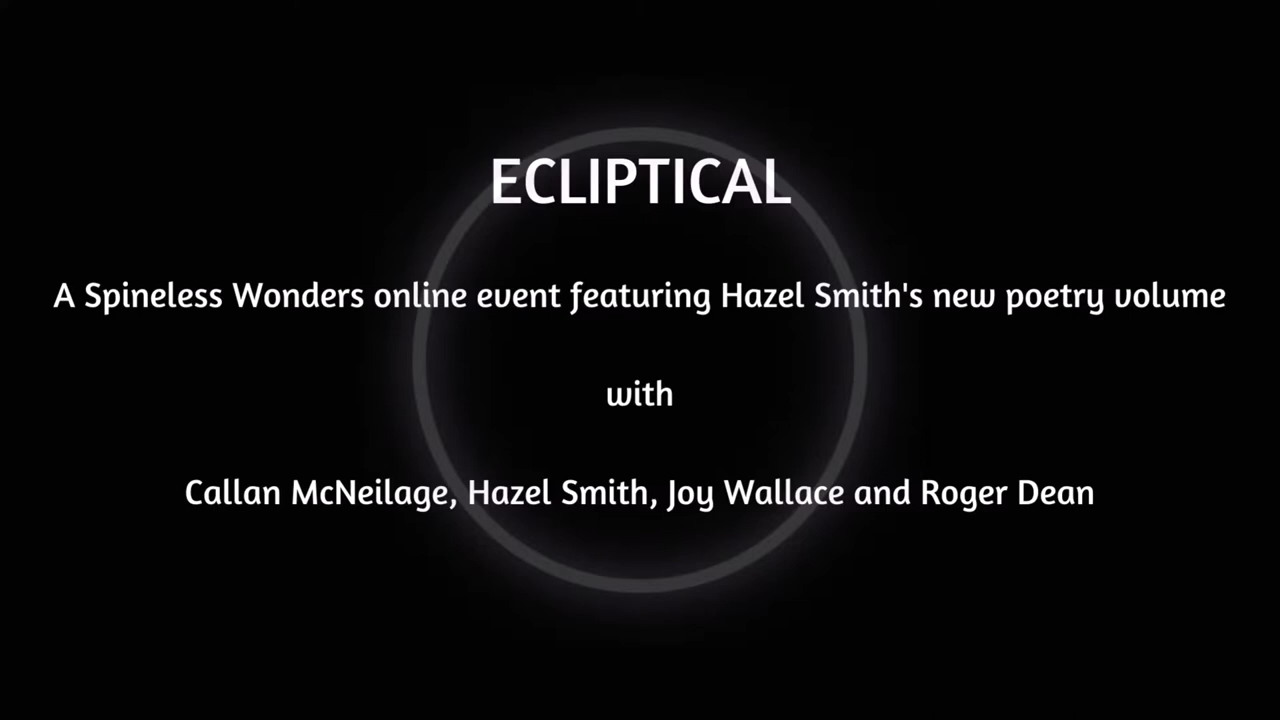 ECLIPTICAL
A Spineless Wonders online event featuring Hazel Smith's new poetry volume
with
Callan McNeilage, Hazel Smith, Joy Wallace and Roger Dean